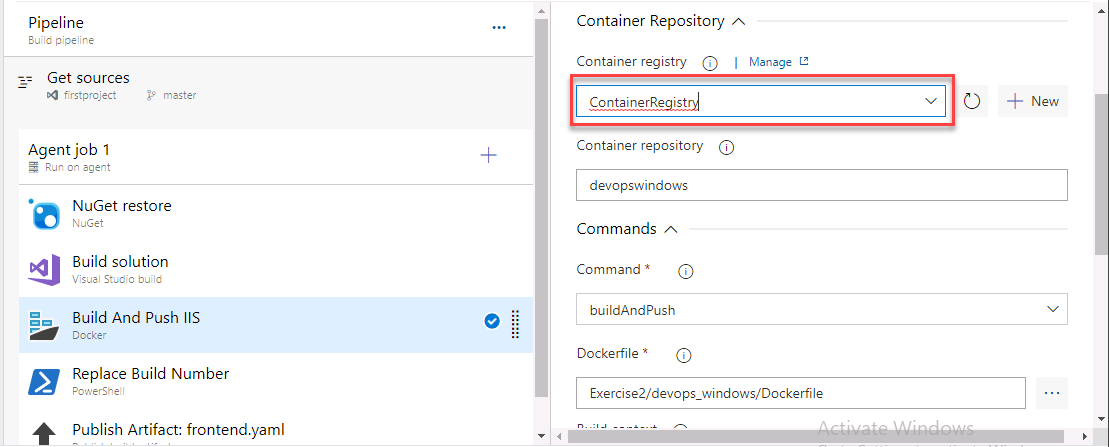 Pipeline
Build pipeline
Get sources
firstproject master
Agent job 1
Run on agent
NuGet restore
NuGet
Build solution
Visual Studio build
Build And Push IIS
Docker
Replace Build Number
PowerShell
Publish Artifact: frontend.yaml
Container Repository
Container registry | Manage
ContainerRegistry
New
Container repository
devopswindows
Commands
Command *
buildAndPush
Dockerfile *
Exercise2/devops_windows/Dockerfile
Build context
Activate Windows